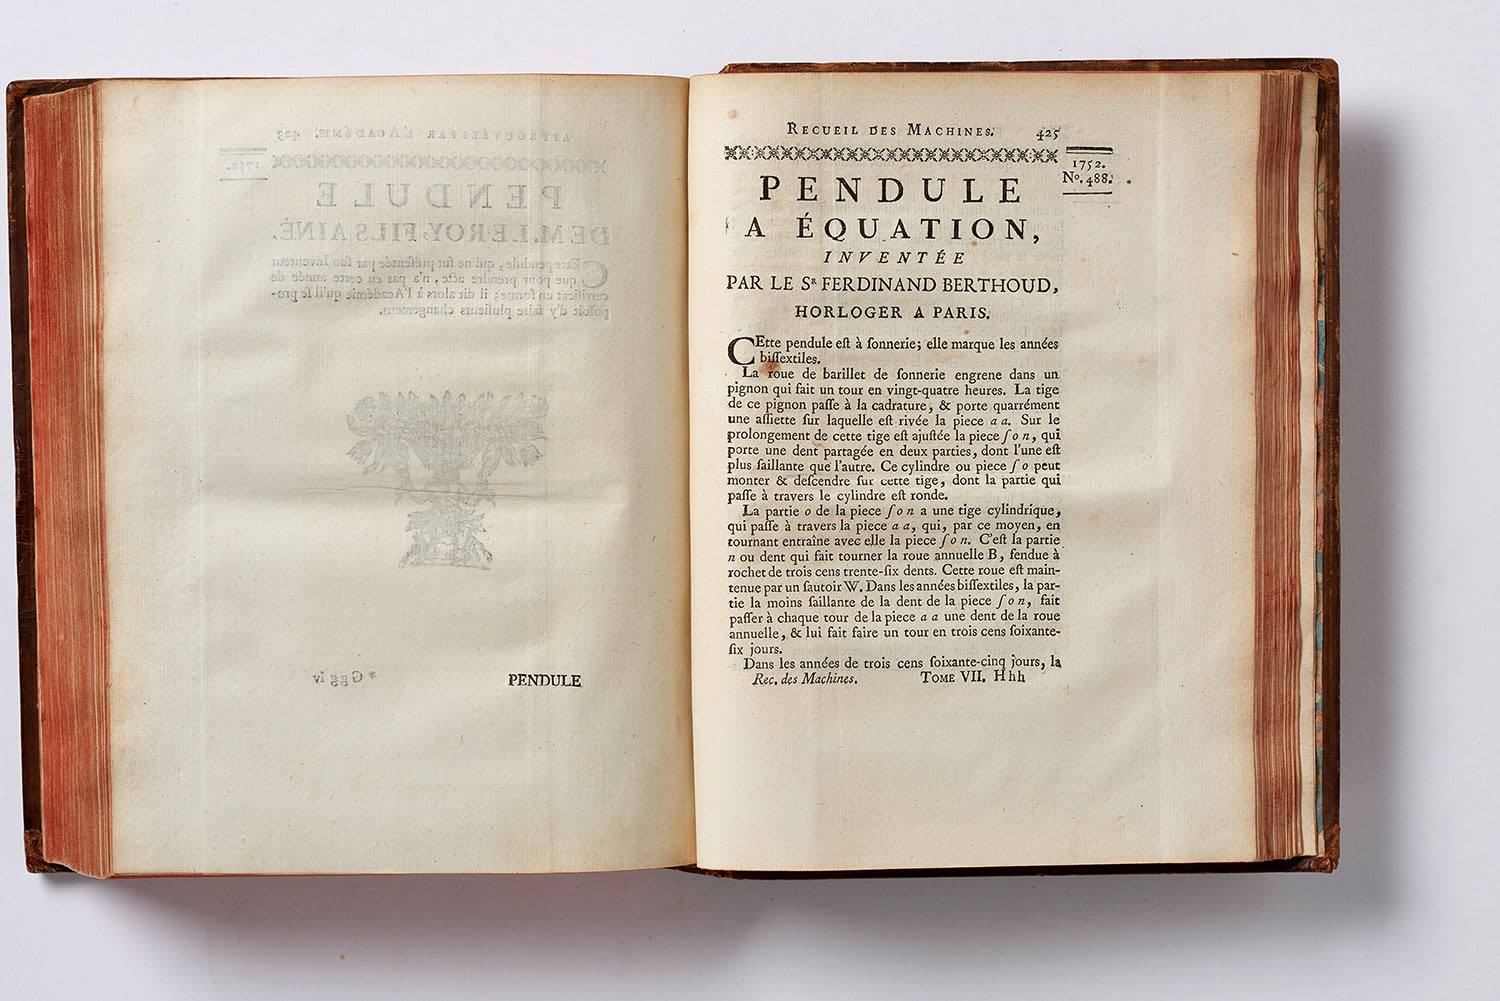 PENDULE
RECUEIL DES MACHINES. 425
1752.
Nº. 488.
PENDULE
A ÉQUATION,
INVENTÉE
PAR LE Sʀ FERDINAND BERTHOUD,
HORLOGER A PARIS.
CEtte pendule eſt à ſonnerie; elle marque les années
biſſextiles.
La roue de barillet de ſonnerie engrene dans un
pignon qui fait un tour en vingt-quatre heures. La tige
de ce pignon paſſe à la cadrature, & porte quarrément
une aſſiette ſur laquelle eſt rivée la piece a a. Sur le
prolongement de cette tige eſt ajuſtée la piece ſ o n, qui
porte une dent partagée en deux parties, dont l'une eſt
plus ſaillante que l'autre. Ce cylindre ou piece ſ o peut
monter & deſcendre ſur cette tige, dont la partie qui
paſſe à travers le cylindre eſt ronde.
La partie o de la piece ſ o n a une tige cylindrique,
qui paſſe à travers la piece a a, qui, par ce moyen, en
tournant entraîne avec elle la piece ſ o n. C'eſt la partie
n ou dent qui fait tourner la roue annuelle B, fendue à
rochet de trois cens trente-ſix dents. Cette roue eſt main-
tenue par un ſautoir W. Dans les années biſſextiles, la par-
tie la moins ſaillante de la dent de la piece ſ o n, fait
paſſer à chaque tour de la piece a a une dent de la roue
annuelle, & lui fait faire un tour en trois cens ſoixante-
ſix jours.
Dans les années de trois cens ſoixante-cinq jours, la
Rec. des Machines. TOME VII. Hhh